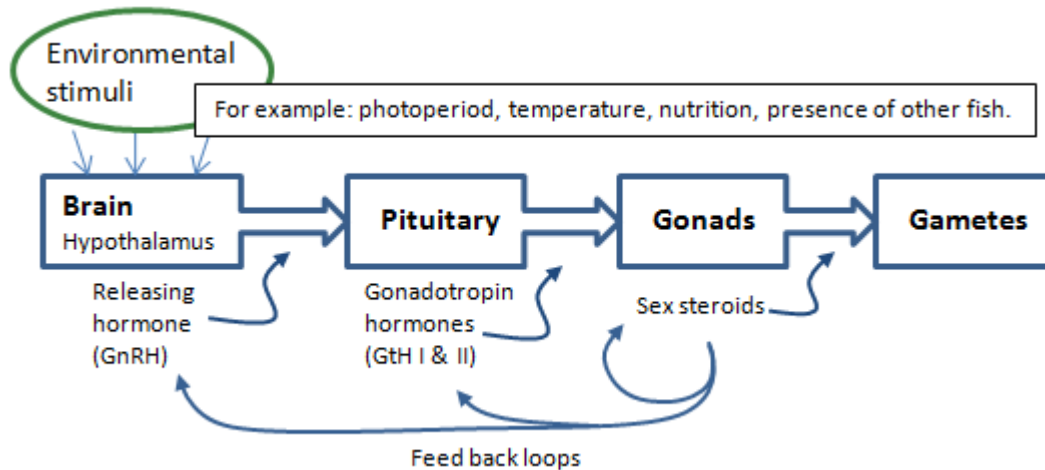 Environmental
stimuli
For example: photoperiod, temperature, nutrition, presence of other fish.
Brain
Hypothalamus
Pituitary
Gonads
Gametes
Releasing
hormone
(GnRH)
Gonadotropin
hormones
(GtH I & II)
Sex steroids
Feed back loops